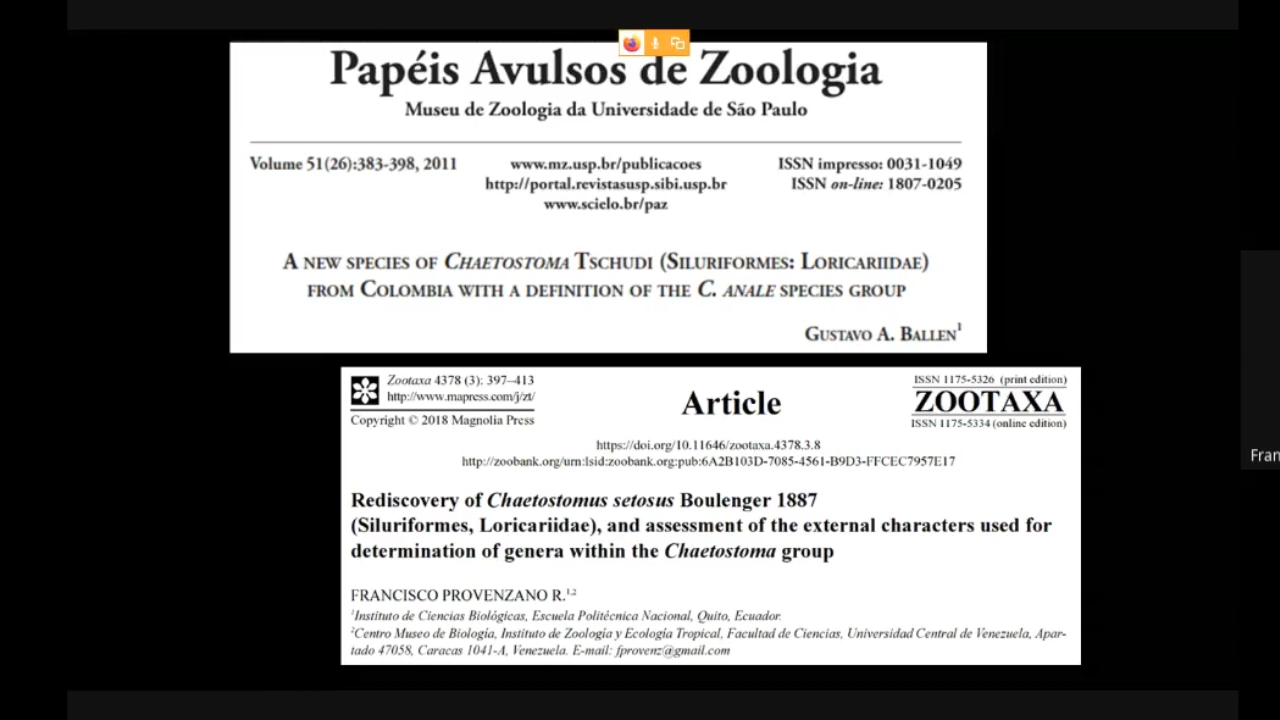 Papéis Avulsos de Zoologia
Museu de Zoologia da Universidade de São Paulo
Volume 51(26):383-398, 2011
www.mz.usp.br/publicacoes
http://portal.revistasusp.sibi.usp.br
www.scielo.br/paz
ISSN impresso: 0031-1049
ISSN on-line: 1807-0205
A new species of Chaetostoma Tschudi (Siluriformes: Loricariidae)
from Colombia with a definition of the C. anale species group
Gustavo A. Ballen1
Zootaxa 4378 (3): 397–413
http://www.mapress.com/j/zt/
Copyright © 2018 Magnolia Press
Article
ISSN 1175-5326 (print edition)
ZOOTAXA
ISSN 1175-5334 (online edition)
https://doi.org/10.11646/zootaxa.4378.3.8
http://zoobank.org/urn:lsid:zoobank.org:pub:6A2B103D-7085-4561-B9D3-FFCEC7957E17
Rediscovery of Chaetostomus setosus Boulenger 1887
(Siluriformes, Loricariidae), and assessment of the external characters used for
determination of genera within the Chaetostoma group
FRANCISCO PROVENZANO R.1,2
1Instituto de Ciencias Biológicas, Escuela Politécnica Nacional, Quito, Ecuador.
2Centro Museo de Biología, Instituto de Zoología y Ecología Tropical, Facultad de Ciencias, Universidad Central de Venezuela, Apar-
tado 47058, Caracas 1041-A, Venezuela. E-mail: fprovenz@gmail.com
Fran